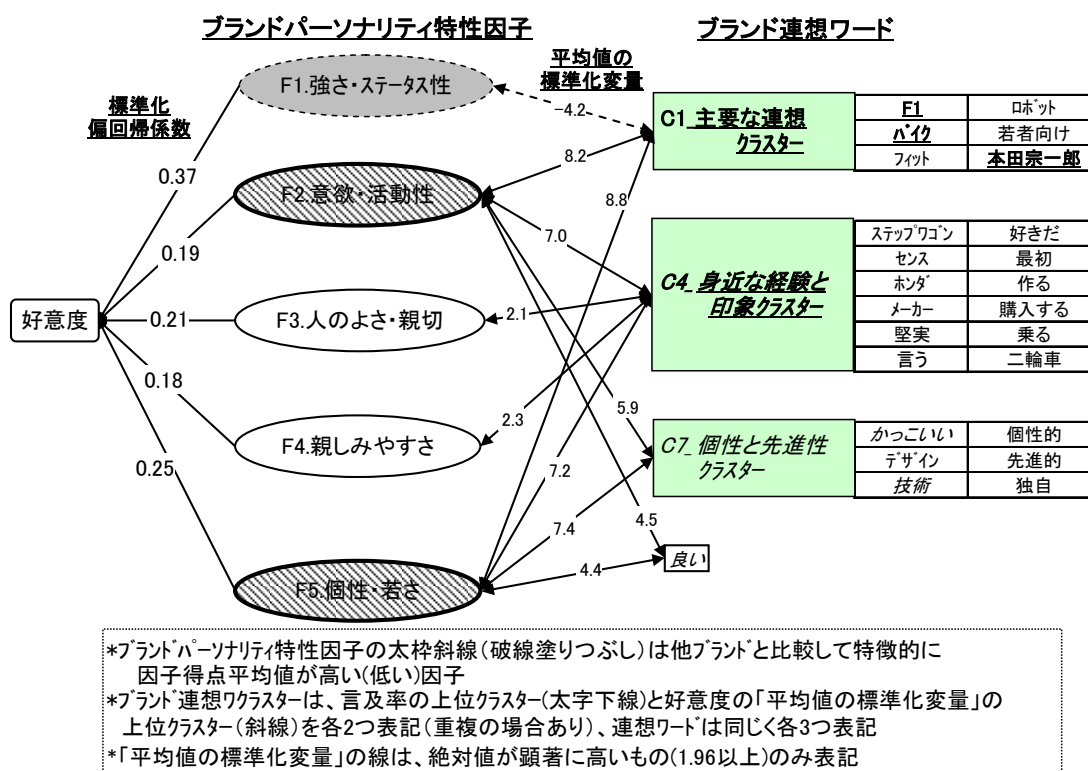 ブランドパーソナリティ特性因子
ブランド連想ワード
標準化
偏回帰係数
平均値の
標準化変量
好意度
0.37
0.19
0.21
0.18
0.25
F1.強さ・ステータス性
F2.意欲・活動性
F3.人のよさ・親切
F4.親しみやすさ
F5.個性・若さ
-4.2
8.2
8.8
7.0
2.1
2.3
5.9
7.2
7.4
4.5
4.4
C1_主要な連想
クラスター
F1 ロボット
バイク 若者向け
フィット 本田宗一郎
C4_身近な経験と
印象クラスター
ステップワゴン 好きだ
センス 最初
ホンダ 作る
メーカー 購入する
堅実 乗る
言う 二輪車
C7_個性と先進性
クラスター
かっこいい 個性的
デザイン 先進的
技術 独自
良い
*ブランドパーソナリティ特性因子の太枠斜線(破線塗りつぶし)は他ブランドと比較して特徴的に
因子得点平均値が高い(低い)因子
*ブランド連想ワクラスターは、言及率の上位クラスター(太字下線)と好意度の「平均値の標準化変量」の
上位クラスター(斜線)を各2つ表記(重複の場合あり)、連想ワードは同じく各3つ表記
*「平均値の標準化変量」の線は、絶対値が顕著に高いもの(1.96以上)のみ表記